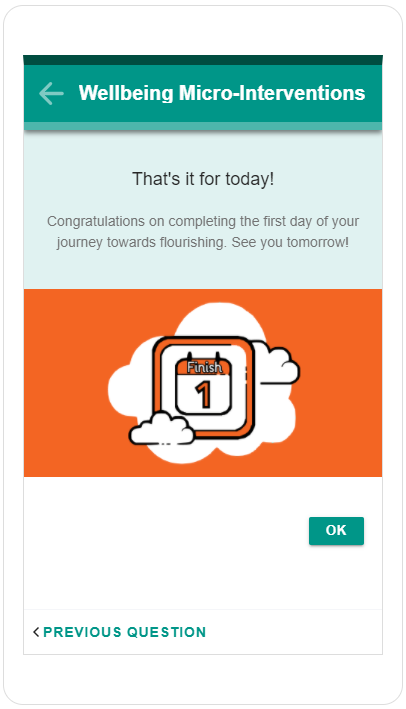 Wellbeing Micro-Interventions
That's it for today!
Congratulations on completing the first day of your
journey towards flourishing. See you tomorrow!
Finish
1
OK
PREVIOUS QUESTION